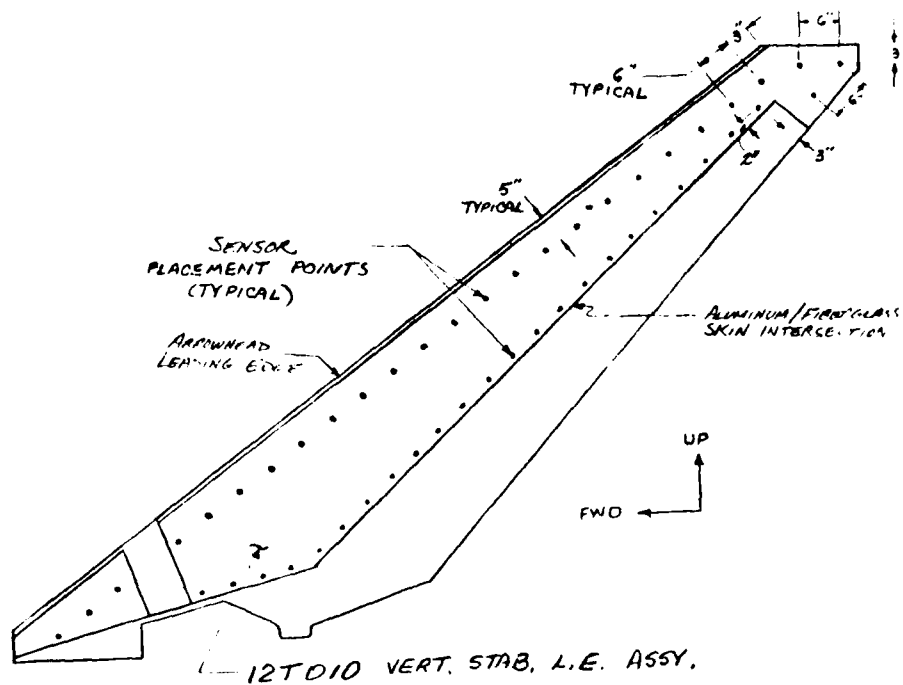 3"
6"
3
6"
TYPICAL
6"
2"
3"
5"
TYPICAL
SENSOR
PLACEMENT POINTS
(TYPICAL)
ALUMINUM/FIBERGLASS
SKIN INTERSECTION
ARROWHEAD
LEADING EDGE
UP
FWD
2"
12T010 VERT. STAB. L.E. ASSY.